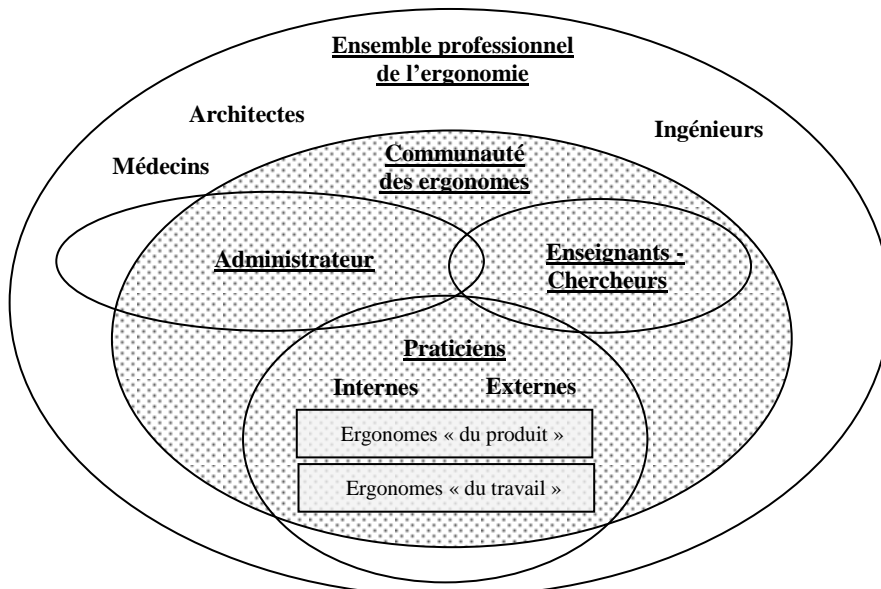 Ensemble professionnel
de l’ergonomie
Architectes
Ingénieurs
Médecins
Communauté
des ergonomes
Administrateur
Enseignants -
Chercheurs
Praticiens
Internes
Externes
Ergonomes « du produit »
Ergonomes « du travail »